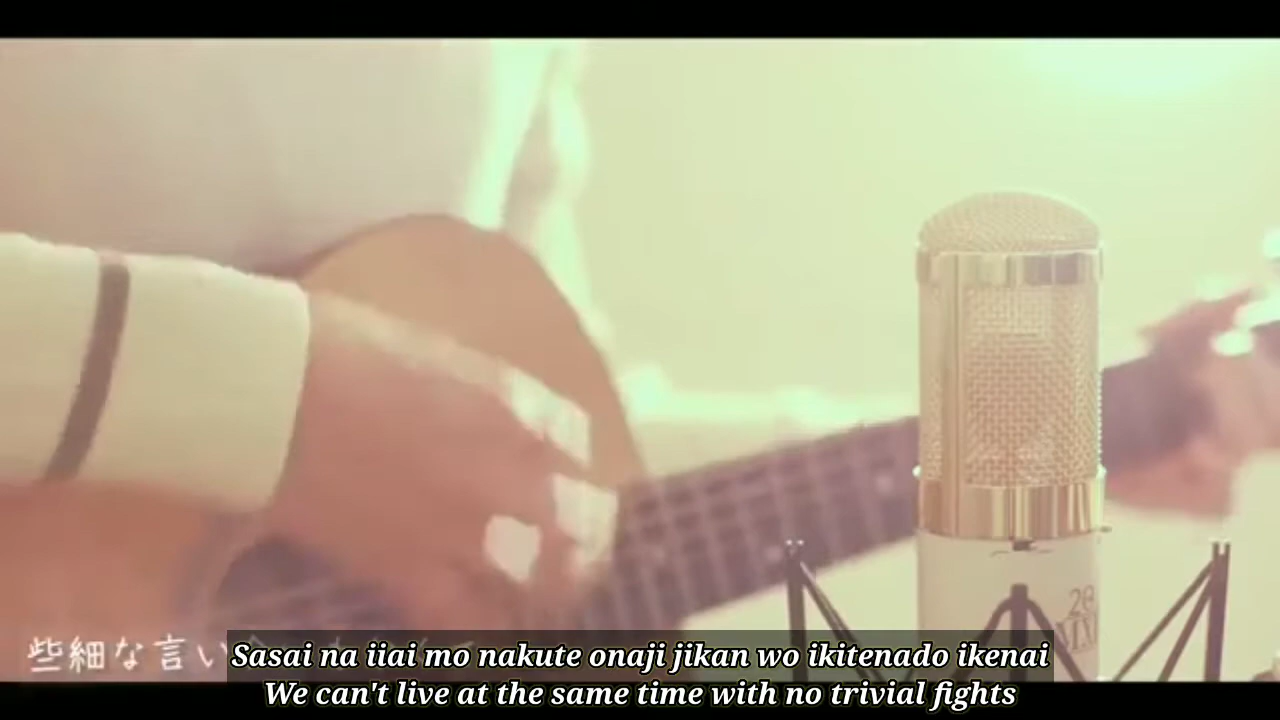 些細な言い
Sasai na iiai mo nakute onaji jikan wo ikitenado ikenai
We can't live at the same time with no trivial fights